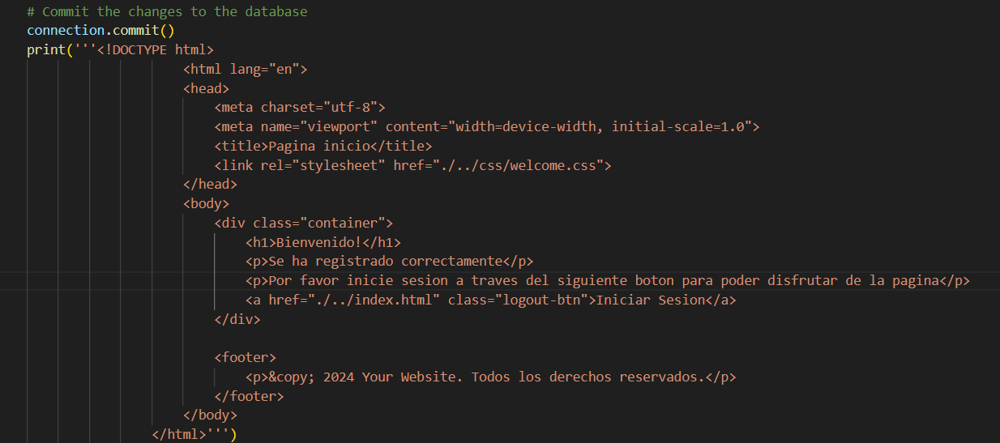 # Commit the changes to the database
connection.commit()
print('''<!DOCTYPE html>
<html lang="en">
<head>
<meta charset="utf-8">
<meta name="viewport" content="width=device-width, initial-scale=1.0">
<title>Pagina inicio</title>
<link rel="stylesheet" href="./../css/welcome.css">
</head>
<body>
<div class="container">
<h1>Bienvenido!</h1>
<p>Se ha registrado correctamente</p>
<p>Por favor inicie sesion a traves del siguiente boton para poder disfrutar de la pagina</p>
<a href="./../index.html" class="logout-btn">Iniciar Sesion</a>
</div>
<footer>
<p>&copy; 2024 Your Website. Todos los derechos reservados.</p>
</footer>
</body>
</html>''')